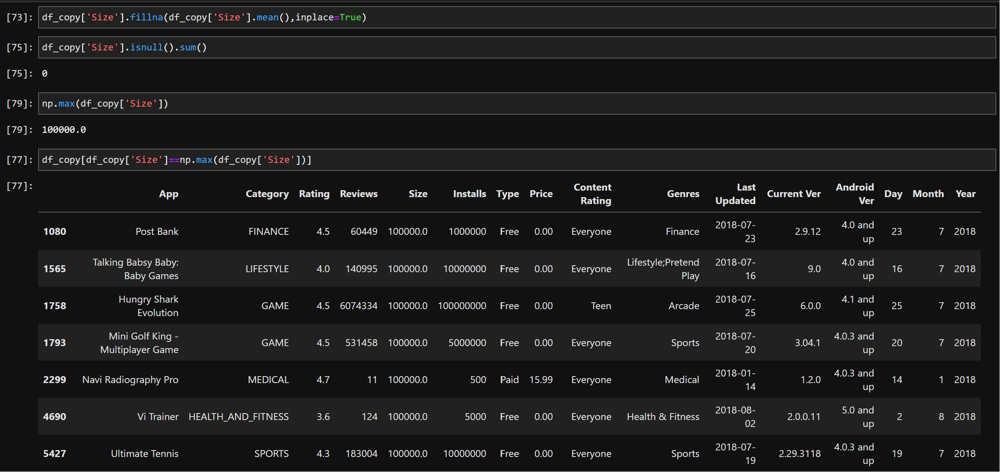 [73]: df_copy['Size'].fillna(df_copy['Size'].mean(),inplace=True)
[75]: df_copy['Size'].isnull().sum()
[75]: 0
[79]: np.max(df_copy['Size'])
[79]: 100000.0
[77]: df_copy[df_copy['Size']==np.max(df_copy['Size'])]
[77]:
App Category Rating Reviews Size Installs Type Price Content Rating Genres Last Updated Current Ver Android Ver Day Month Year
1080 Post Bank FINANCE 4.5 60449 100000.0 1000000 Free 0.00 Everyone Finance 2018-07-23 2.9.12 4.0 and up 23 7 2018
1565 Talking Babsy Baby: Baby Games LIFESTYLE 4.0 140995 100000.0 10000000 Free 0.00 Everyone Lifestyle;Pretend Play 2018-07-16 9.0 4.0 and up 16 7 2018
1758 Hungry Shark Evolution GAME 4.5 6074334 100000.0 100000000 Free 0.00 Teen Arcade 2018-07-25 6.0.0 4.1 and up 25 7 2018
1793 Mini Golf King - Multiplayer Game GAME 4.5 531458 100000.0 5000000 Free 0.00 Everyone Sports 2018-07-20 3.04.1 4.0.3 and up 20 7 2018
2299 Navi Radiography Pro MEDICAL 4.7 11 100000.0 500 Paid 15.99 Everyone Medical 2018-01-14 1.2.0 4.0.3 and up 14 1 2018
4690 Vi Trainer HEALTH_AND_FITNESS 3.6 124 100000.0 5000 Free 0.00 Everyone Health & Fitness 2018-08-02 2.0.0.11 5.0 and up 2 8 2018
5427 Ultimate Tennis SPORTS 4.3 183004 100000.0 10000000 Free 0.00 Everyone Sports 2018-07-19 2.29.3118 4.0.3 and up 19 7 2018